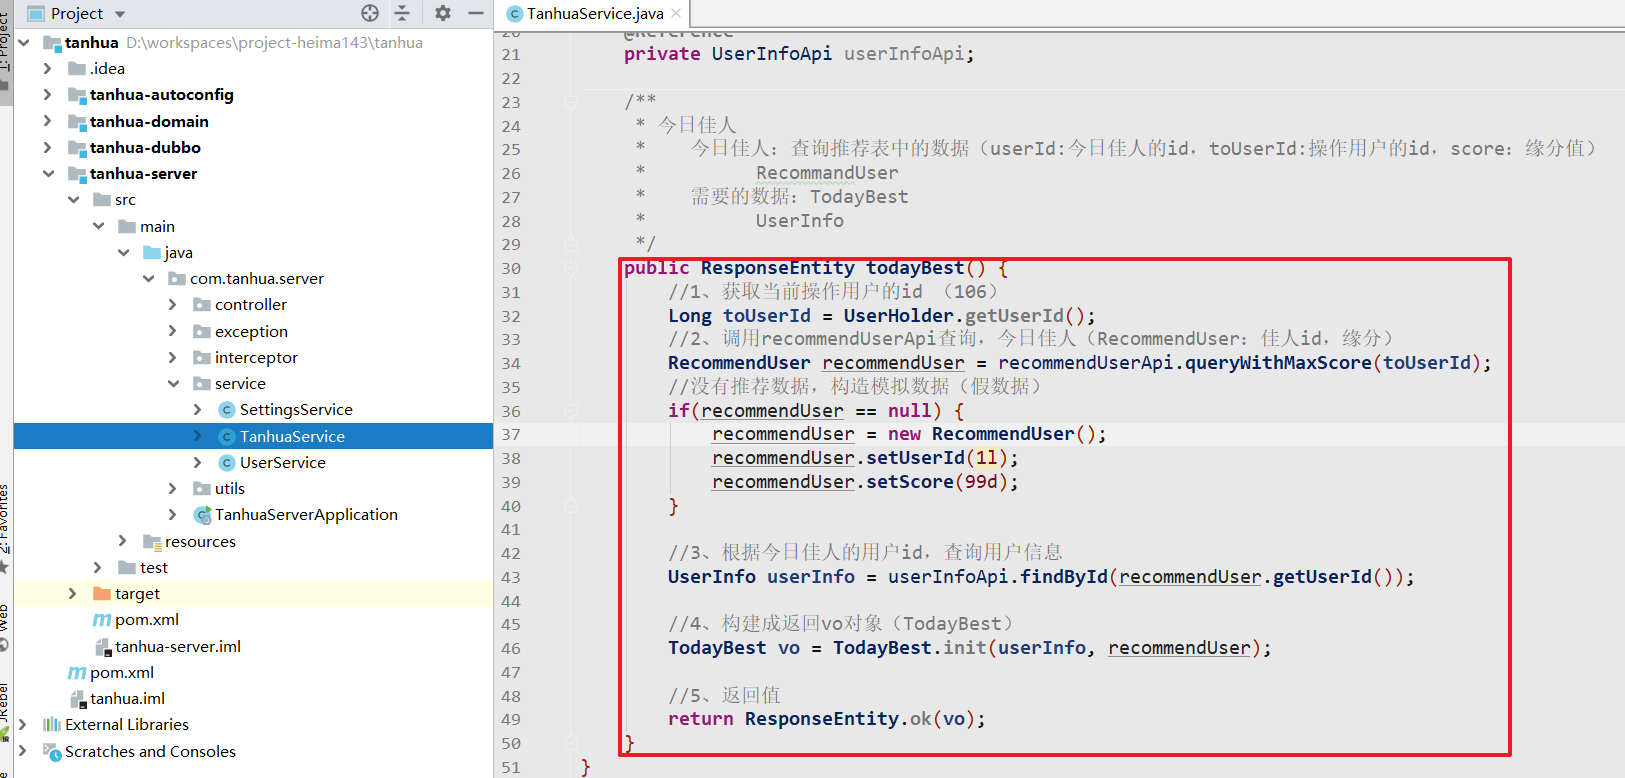 Project
TanhuaService.java
1: Project
2: Favorites
Web
JRebel
tanhua D:\workspaces\project-heima143\tanhua
.idea
tanhua-autoconfig
tanhua-domain
tanhua-dubbo
tanhua-server
src
main
java
com.tanhua.server
controller
exception
interceptor
service
SettingsService
TanhuaService
UserService
utils
TanhuaServerApplication
resources
test
target
pom.xml
tanhua-server.iml
pom.xml
tanhua.iml
External Libraries
Scratches and Consoles
20 @Reference
21 private UserInfoApi userInfoApi;
22
23 /**
24 * 今日佳人
25 * 今日佳人：查询推荐表中的数据（userId:今日佳人的id，toUserId:操作用户的id，score：缘分值）
26 * RecommandUser
27 * 需要的数据：TodayBest
28 * UserInfo
29 */
30 public ResponseEntity todayBest() {
31 //1、获取当前操作用户的id （106）
32 Long toUserId = UserHolder.getUserId();
33 //2、调用recommendUserApi查询，今日佳人（RecommendUser：佳人id，缘分）
34 RecommendUser recommendUser = recommendUserApi.queryWithMaxScore(toUserId);
35 //没有推荐数据，构造模拟数据（假数据）
36 if(recommendUser == null) {
37 recommendUser = new RecommendUser();
38 recommendUser.setUserId(1l);
39 recommendUser.setScore(99d);
40 }
41
42 //3、根据今日佳人的用户id，查询用户信息
43 UserInfo userInfo = userInfoApi.findById(recommendUser.getUserId());
44
45 //4、构建成返回vo对象（TodayBest）
46 TodayBest vo = TodayBest.init(userInfo, recommendUser);
47
48 //5、返回值
49 return ResponseEntity.ok(vo);
50 }
51 }